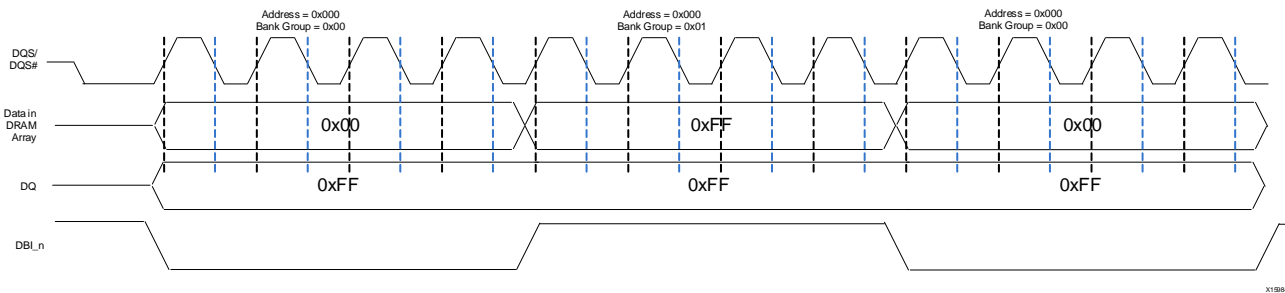 Address = 0x000
Bank Group = 0x00
Address = 0x000
Bank Group = 0x01
Address = 0x000
Bank Group = 0x00
DQS/
DQS#
Data in
DRAM
Array
0x00
0xFF
0x00
DQ
0xFF
0xFF
0xFF
DBI_n